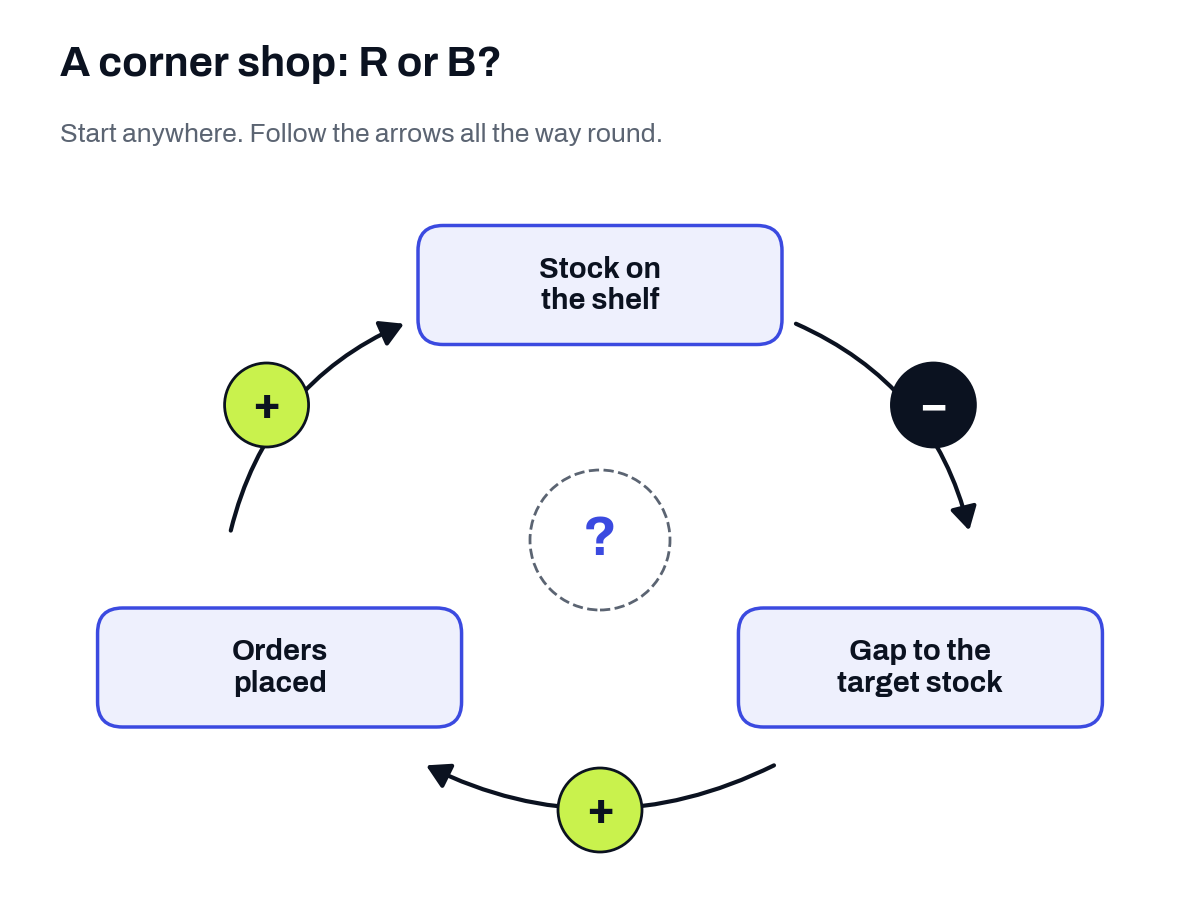 A corner shop: R or B?
Start anywhere. Follow the arrows all the way round.
Stock on
the shelf
+
–
?
Orders
placed
Gap to the
target stock
+